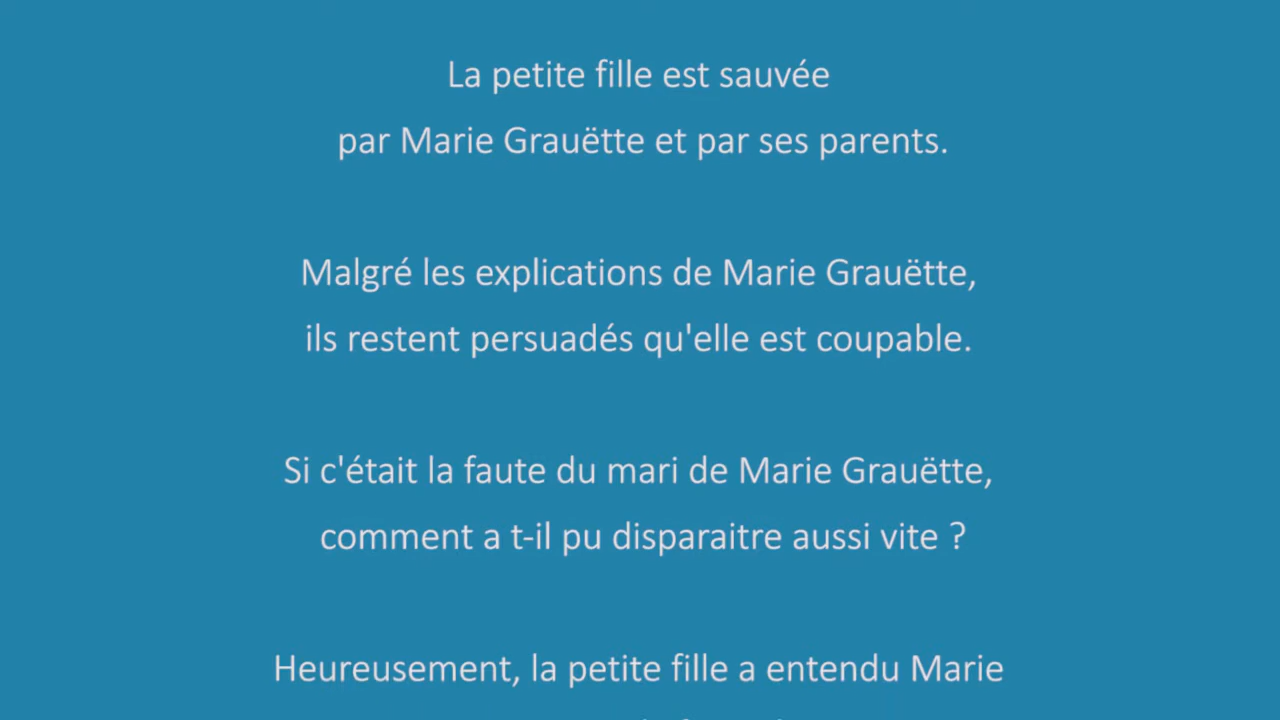 La petite fille est sauvée
par Marie Grauëtte et par ses parents.
Malgré les explications de Marie Grauëtte,
ils restent persuadés qu'elle est coupable.
Si c'était la faute du mari de Marie Grauëtte,
comment a t-il pu disparaitre aussi vite ?
Heureusement, la petite fille a entendu Marie